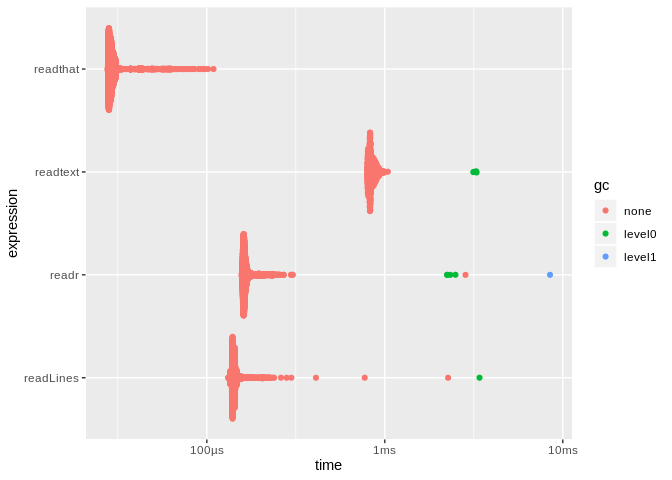 readthat
readtext
readr
readLines
expression
100µs
1ms
10ms
time
gc
none
level0
level1